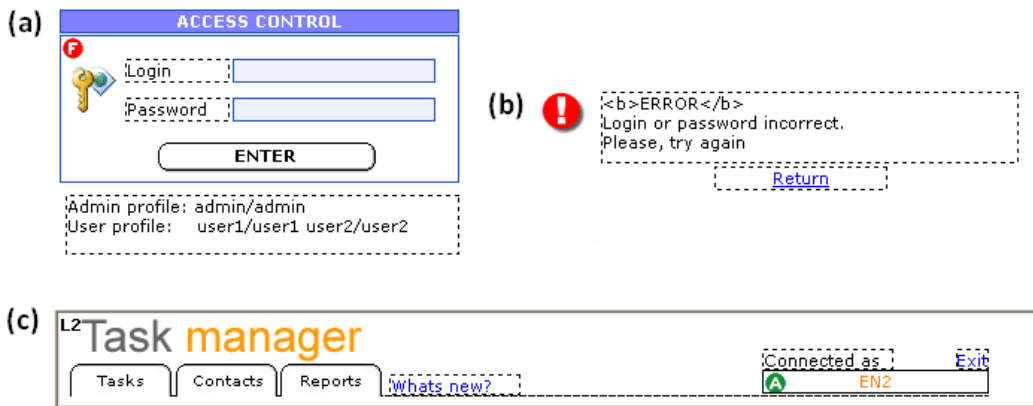 (a)
ACCESS CONTROL
F
Login
Password
ENTER
Admin profile: admin/admin
User profile: user1/user1 user2/user2
(b)
!
<b>ERROR</b>
Login or password incorrect.
Please, try again
Return
(c)
L2
Task manager
Tasks Contacts Reports Whats new?
Connected as Exit
A EN2